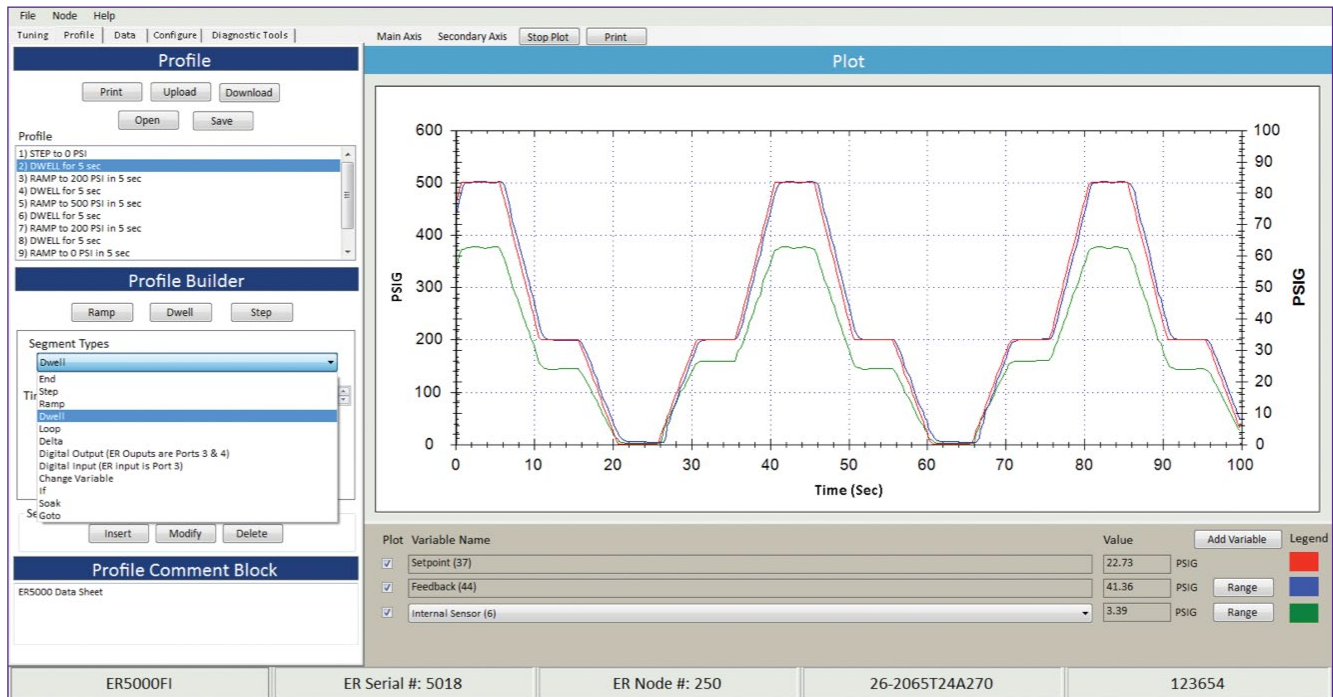 File Node Help
Tuning Profile Data Configure Diagnostic Tools
Main Axis Secondary Axis Stop Plot Print
Profile
Print Upload Download
Open Save
Profile
1) STEP to 0 PSI
2) DWELL for 5 sec
3) RAMP to 200 PSI in 5 sec
4) DWELL for 5 sec
5) RAMP to 500 PSI in 5 sec
6) DWELL for 5 sec
7) RAMP to 200 PSI in 5 sec
8) DWELL for 5 sec
9) RAMP to 0 PSI in 5 sec
Profile Builder
Ramp Dwell Step
Segment Types
Dwell
End
Step
Ramp
Dwell
Loop
Delta
Digital Output (ER Ouputs are Ports 3 & 4)
Digital Input (ER input is Port 3)
Change Variable
If
Soak
Goto
Insert Modify Delete
Profile Comment Block
ER5000 Data Sheet
Plot
600
500
400
300
200
100
0
PSIG
100
90
80
70
60
50
40
30
20
10
0
PSIG
0 10 20 30 40 50 60 70 80 90 100
Time (Sec)
Plot Variable Name Value Add Variable Legend
Setpoint (37) 22.73 PSIG
Feedback (44) 41.36 PSIG Range
Internal Sensor (6) 3.39 PSIG Range
ER5000FI ER Serial #: 5018 ER Node #: 250 26-2065T24A270 123654